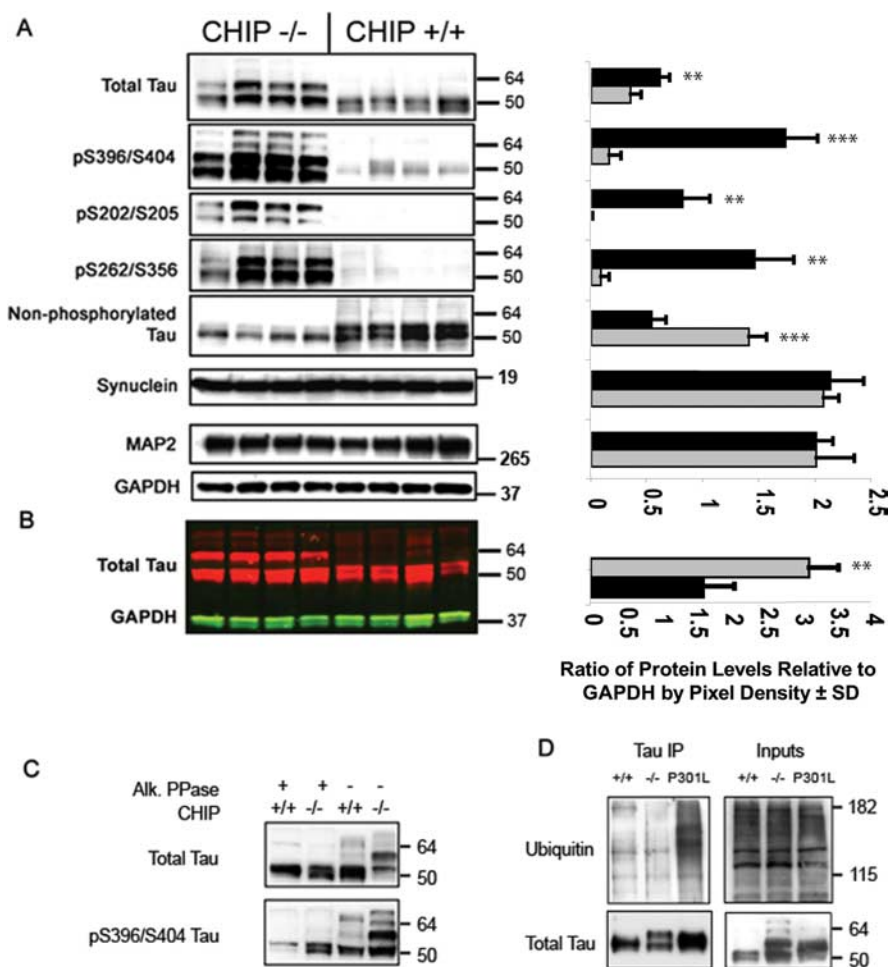 A
CHIP -/- CHIP +/+
Total Tau
64
50
**
pS396/S404
64
50
***
pS202/S205
64
50
**
pS262/S356
64
50
**
Non-phosphorylated
Tau
64
50
***
Synuclein
19
MAP2
265
GAPDH
37
0 0.5 1 1.5 2 2.5
B
Total Tau
64
50
**
GAPDH
37
0 0.5 1 1.5 2 2.5 3 3.5 4
Ratio of Protein Levels Relative to
GAPDH by Pixel Density ± SD
C
Alk. PPase + + - -
CHIP +/+ -/- +/+ -/-
Total Tau
64
50
pS396/S404 Tau
64
50
D
Tau IP Inputs
+/+ -/- P301L +/+ -/- P301L
Ubiquitin
182
115
Total Tau
64
50